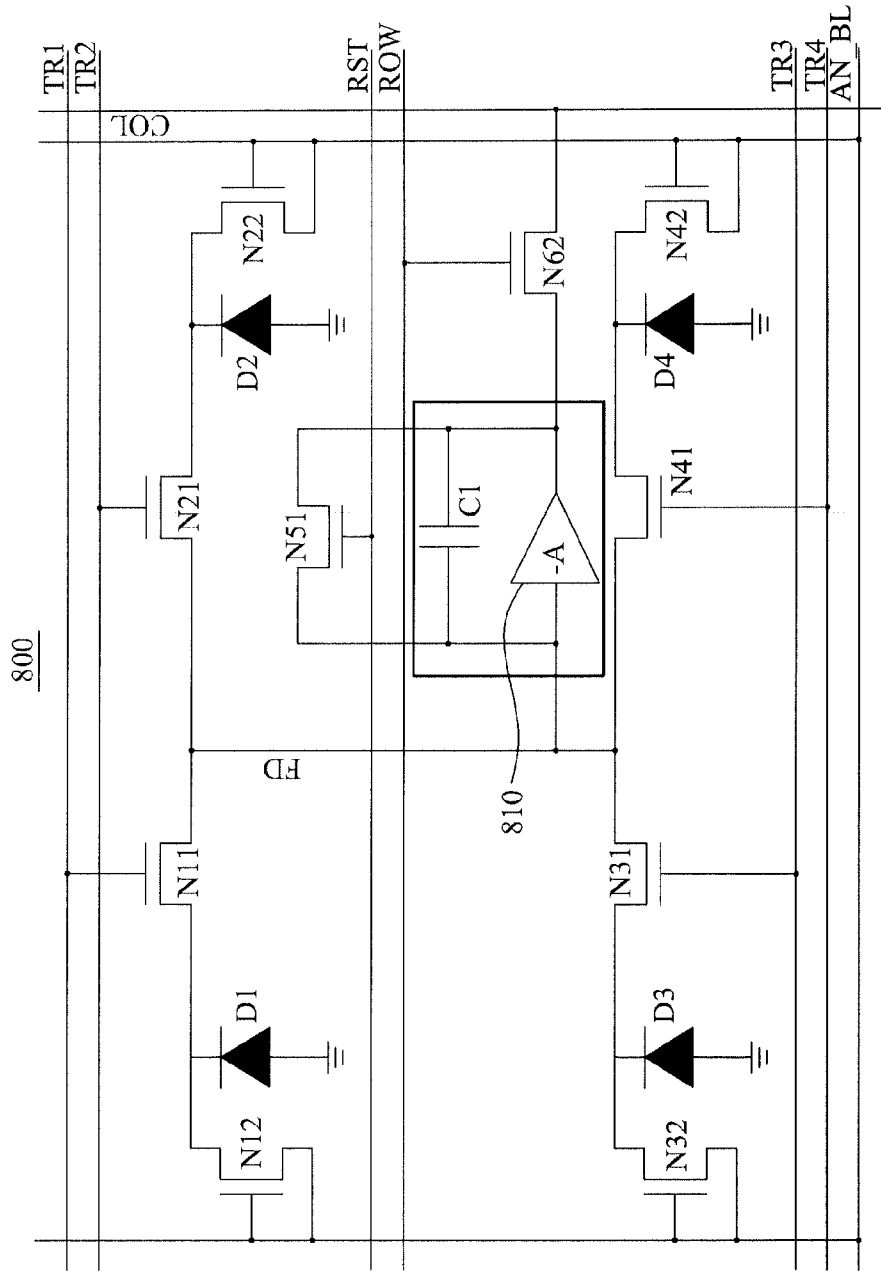 800
TR1
TR2
COL
N11
N21
N12
D1
D2
N22
FD
N51
RST
ROW
C1
-A
N62
810
N31
N41
N32
D3
D4
N42
TR3
TR4
AN_BL